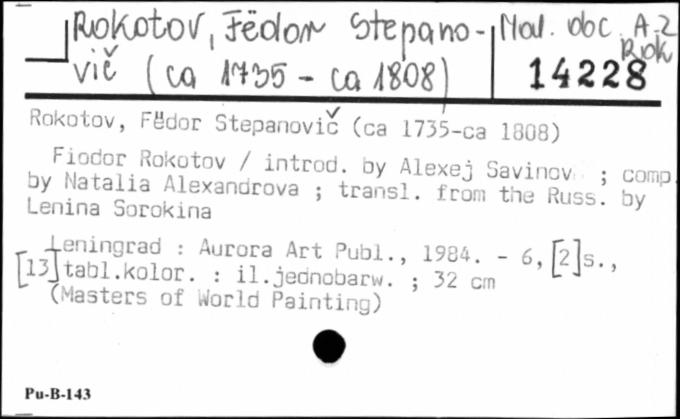 Rokotov, Fëdor Stepano-
vič (ca 1735 - ca 1808)
Mal. obc. A-2
Rok
14228
Rokotov, Fëdor Stepanovič (ca 1735-ca 1808)
Fiodor Rokotov / introd. by Alexej Savinov ; comp.
by Natalia Alexandrova ; transl. from the Russ. by
Lenina Sorokina
Leningrad : Aurora Art Publ., 1984. - 6, [2]s.,
[13]tabl.kolor. : il.jednobarw. ; 32 cm
(Masters of World Painting)
Pu-B-143